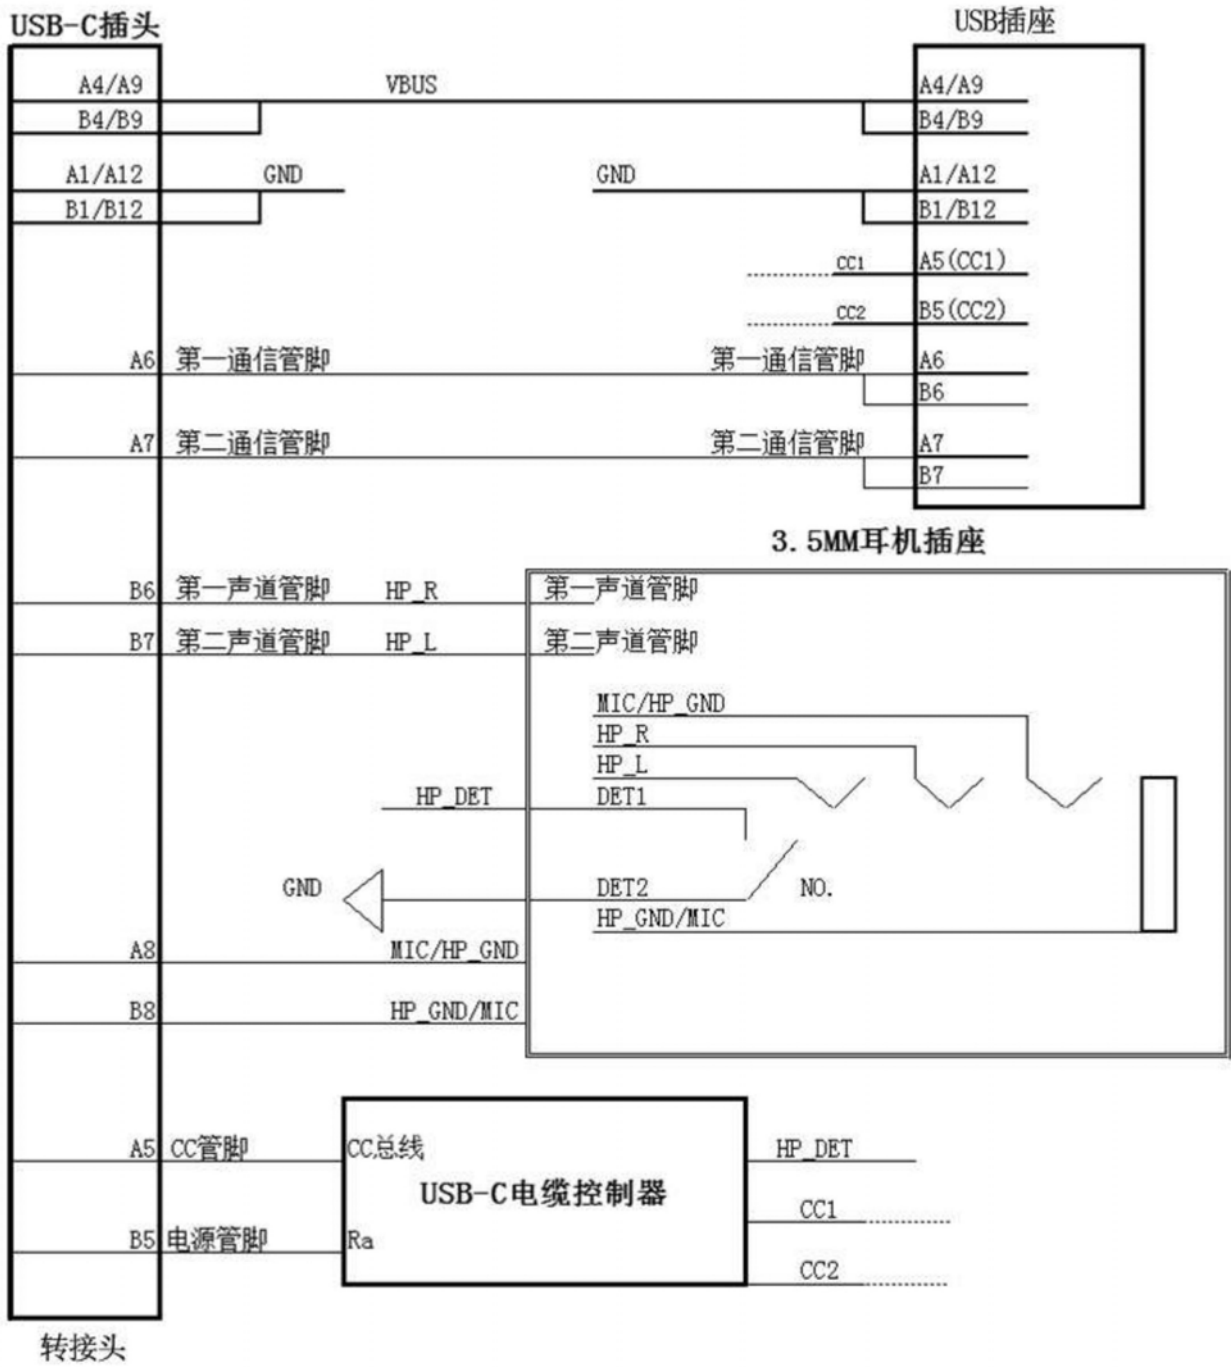 USB-C插头
USB插座
A4/A9
VBUS
A4/A9
B4/B9
B4/B9
A1/A12
GND
GND
A1/A12
B1/B12
B1/B12
CC1
A5(CC1)
CC2
B5(CC2)
A6
第一通信管脚
第一通信管脚
A6
B6
A7
第二通信管脚
第二通信管脚
A7
B7
3.5MM耳机插座
B6
第一声道管脚
HP_R
第一声道管脚
B7
第二声道管脚
HP_L
第二声道管脚
MIC/HP_GND
HP_R
HP_L
HP_DET
DET1
GND
DET2
NO.
HP_GND/MIC
A8
MIC/HP_GND
B8
HP_GND/MIC
A5
CC管脚
CC总线
HP_DET
USB-C电缆控制器
CC1
B5
电源管脚
Ra
CC2
转接头